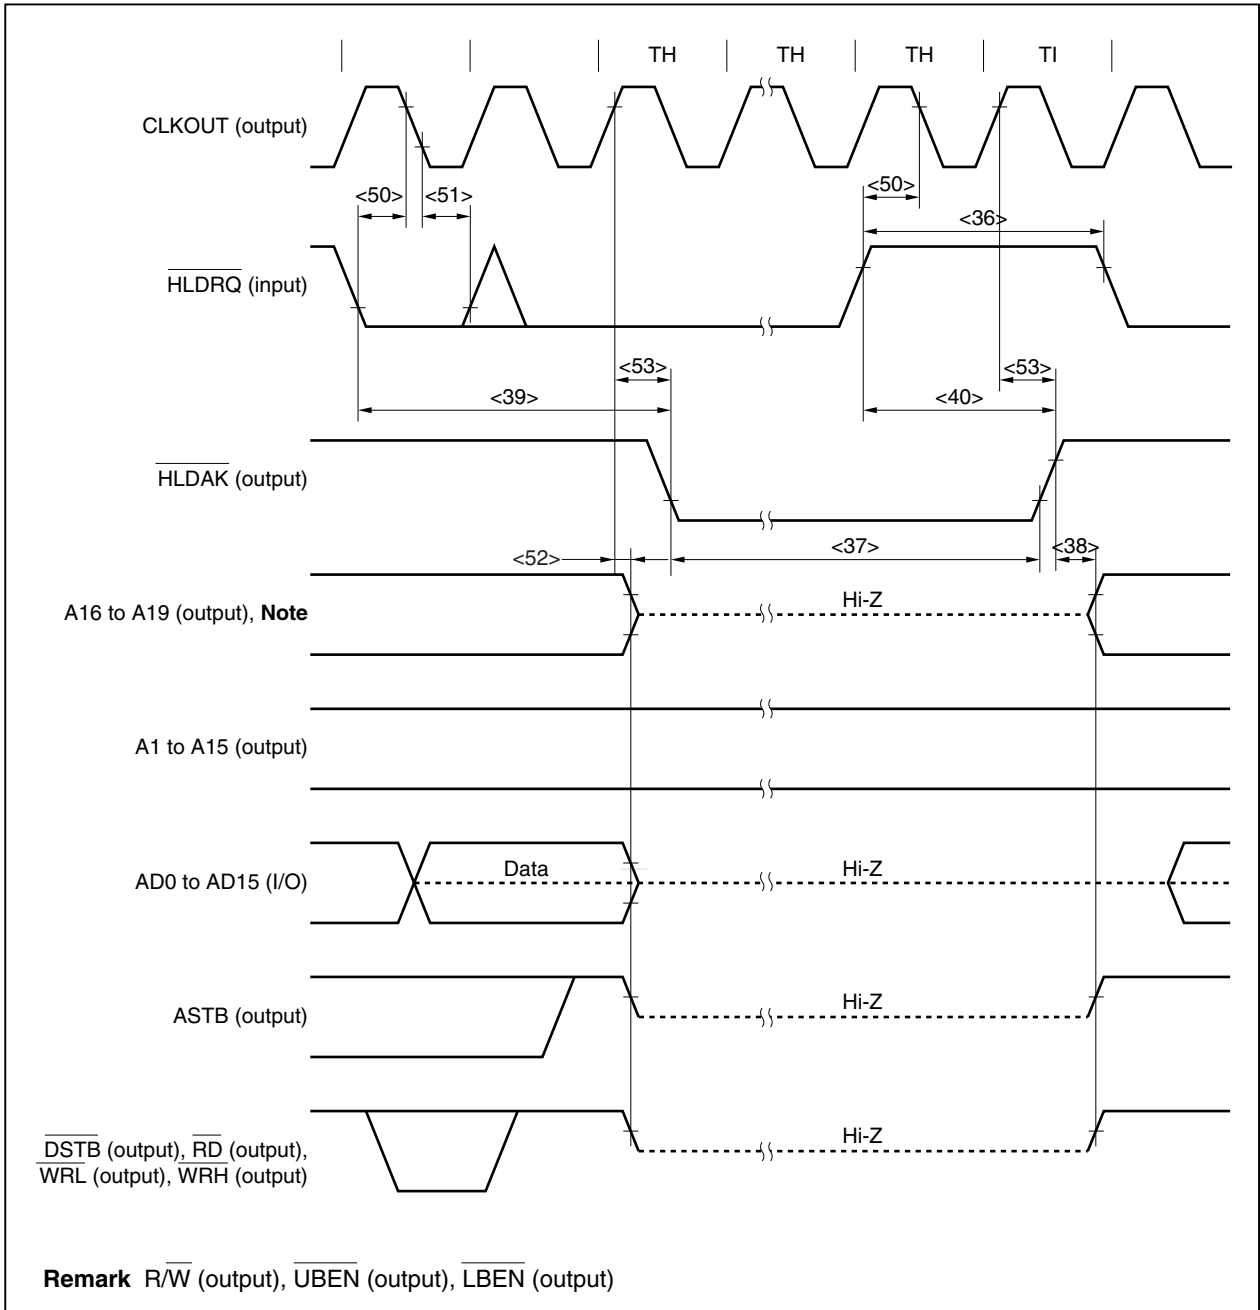 TH TH TH TI
CLKOUT (output)
<50> <51> <50>
<36>
HLDRQ (input)
<53> <53>
<39> <40>
HLDAK (output)
<52> <37> <38>
A16 to A19 (output), Note Hi-Z
A1 to A15 (output)
AD0 to AD15 (I/O) Data Hi-Z
ASTB (output) Hi-Z
DSTB (output), RD (output), Hi-Z
WRL (output), WRH (output)
Remark R/W (output), UBEN (output), LBEN (output)